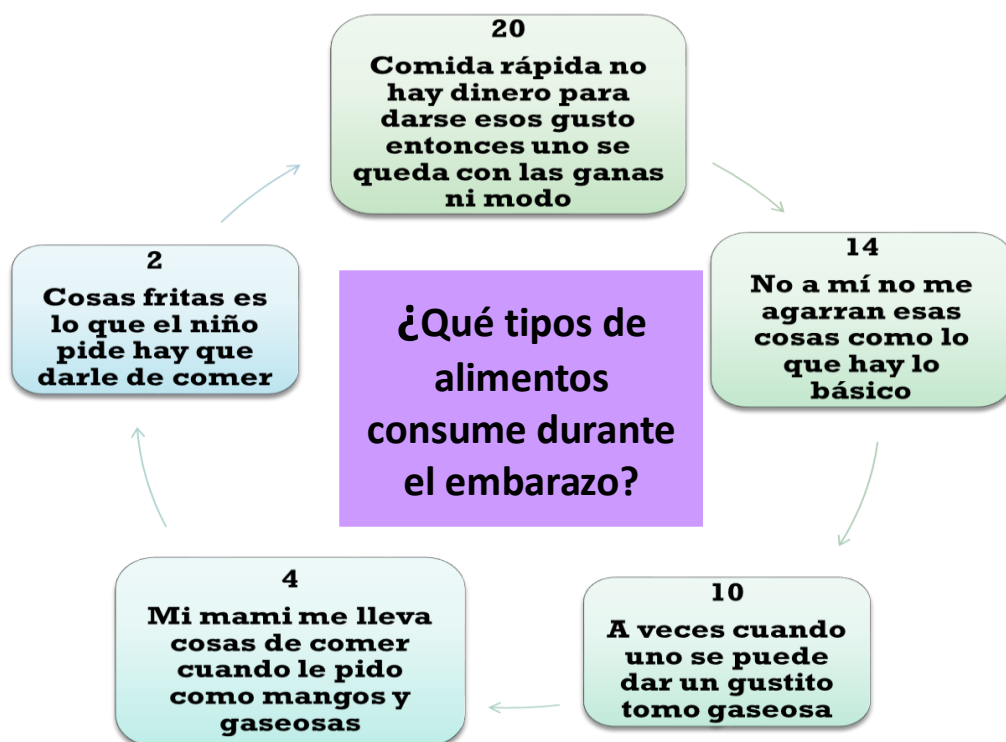 20
Comida rápida no
hay dinero para
darse esos gusto
entonces uno se
queda con las ganas
ni modo
14
No a mí no me
agarran esas
cosas como lo
que hay lo
básico
10
A veces cuando
uno se puede
dar un gustito
tomo gaseosa
4
Mi mami me lleva
cosas de comer
cuando le pido
como mangos y
gaseosas
2
Cosas fritas es
lo que el niño
pide hay que
darle de comer
¿Qué tipos de
alimentos
consume durante
el embarazo?